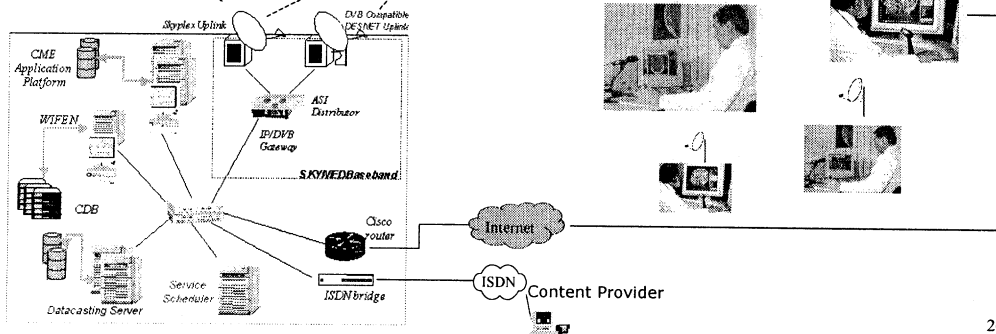 Skyplex Uplink
DVB Compatible
DESNET Uplink
CME
Application
Platform
ASI
Distributor
WIFEN
IP/DVB
Gateway
SKYMEDBaseband
CDB
Cisco
router
Internet
Service
Scheduler
ISDN bridge
ISDN
Content Provider
Datacasting Server
2